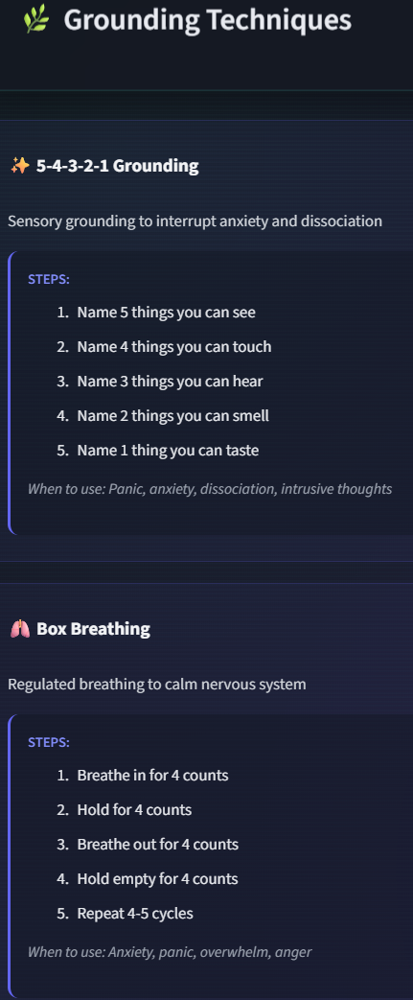 🌿 Grounding Techniques
✨ 5-4-3-2-1 Grounding
Sensory grounding to interrupt anxiety and dissociation
STEPS:
1. Name 5 things you can see
2. Name 4 things you can touch
3. Name 3 things you can hear
4. Name 2 things you can smell
5. Name 1 thing you can taste
When to use: Panic, anxiety, dissociation, intrusive thoughts
🫁 Box Breathing
Regulated breathing to calm nervous system
STEPS:
1. Breathe in for 4 counts
2. Hold for 4 counts
3. Breathe out for 4 counts
4. Hold empty for 4 counts
5. Repeat 4-5 cycles
When to use: Anxiety, panic, overwhelm, anger